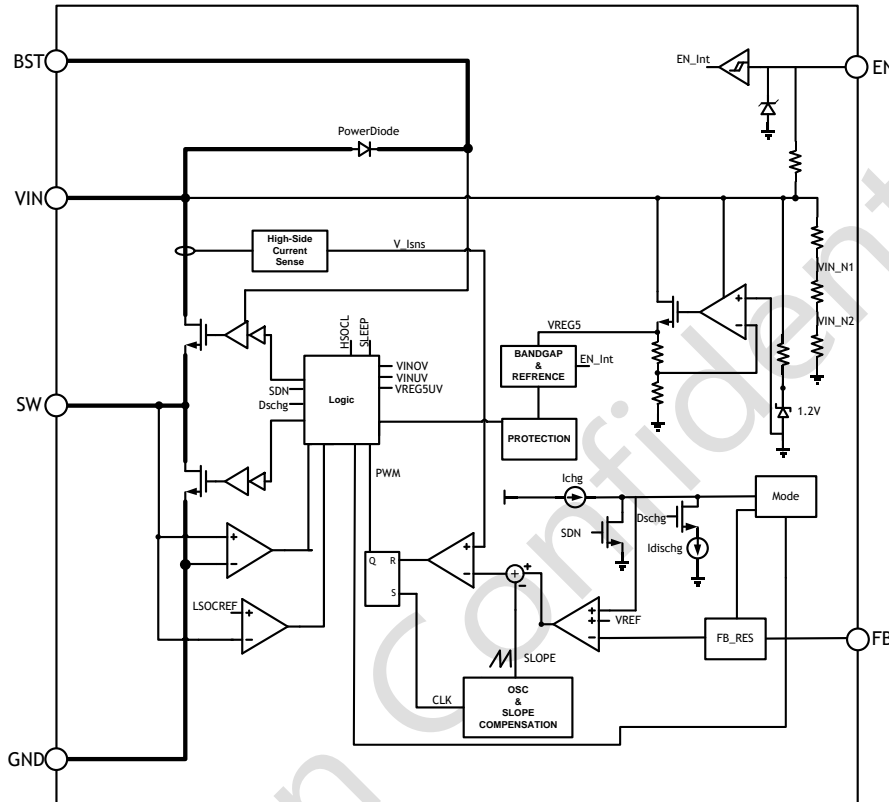 BST
EN_Int
EN
PowerDiode
VIN
High-Side
Current
Sense
V_Isns
VIN_N1
HSOCL
SLEEP
VREG5
VIN_N2
BANDGAP
&
REFRENCE
EN_Int
VINOV
VINUV
VREG5UV
SDN
Dschg
Logic
SW
1.2V
PROTECTION
PWM
Ichg
Mode
SDN
Dschg
Idischg
+
-
+
-
Q
R
S
+
-
+
+
-
LSOCREF
+
-
+
+
-
VREF
FB_RES
FB
SLOPE
CLK
OSC
&
SLOPE
COMPENSATION
GND
n Confident